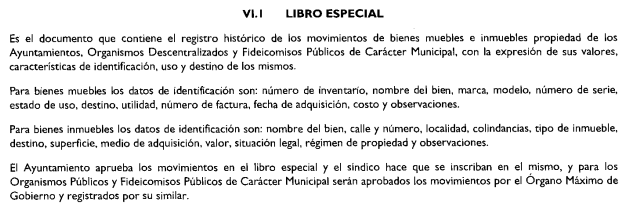 VI.I LIBRO ESPECIAL
Es el documento que contiene el registro histórico de los movimientos de bienes muebles e inmuebles propiedad de los
Ayuntamientos, Organismos Descentralizados y Fideicomisos Públicos de Carácter Municipal, con la expresión de sus valores,
características de identificación, uso y destino de los mismos.
Para bienes muebles los datos de identificación son: número de inventario, nombre del bien, marca, modelo, número de serie,
estado de uso, destino, utilidad, número de factura, fecha de adquisición, costo y observaciones.
Para bienes inmuebles los datos de identificación son: nombre del bien, calle y número, localidad, colindancias, tipo de inmueble,
destino, superficie, medio de adquisición, valor, situación legal, régimen de propiedad y observaciones.
El Ayuntamiento aprueba los movimientos en el libro especial y el síndico hace que se inscriban en el mismo, y para los
Organismos Públicos y Fideicomisos Públicos de Carácter Municipal serán aprobados los movimientos por el Órgano Máximo de
Gobierno y registrados por su similar.